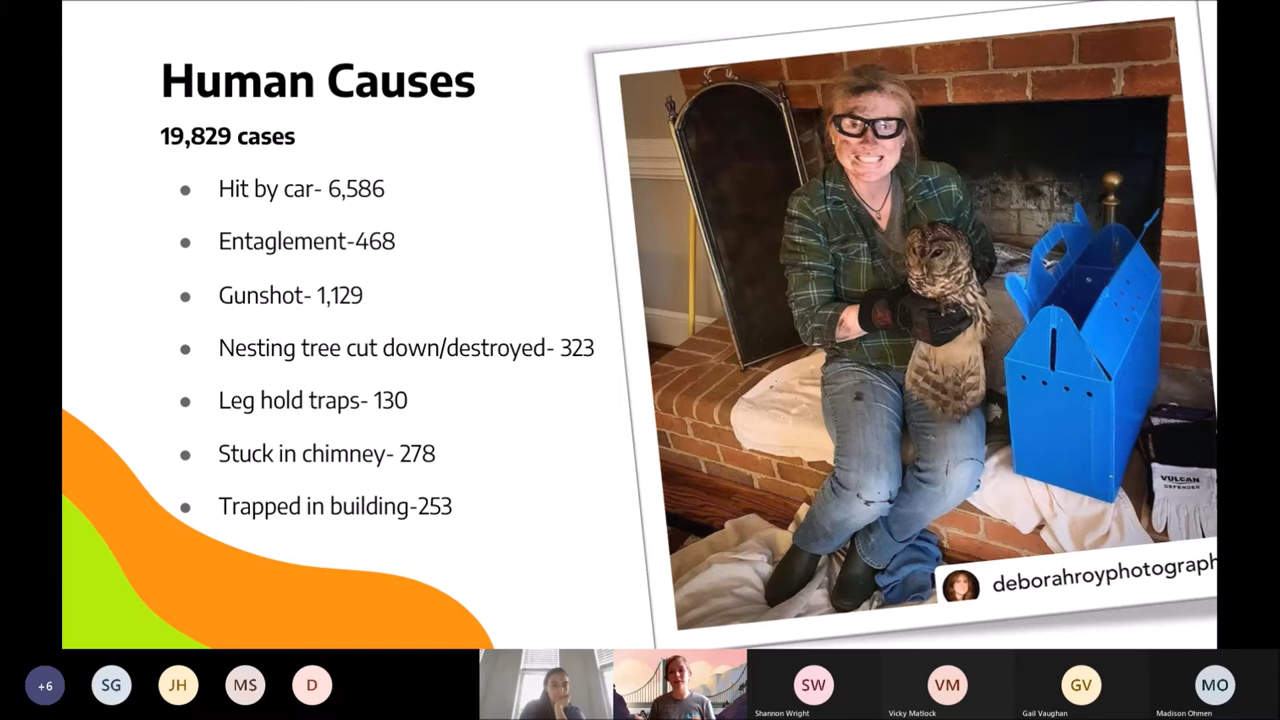 Human Causes
19,829 cases
● Hit by car- 6,586
● Entaglement-468
● Gunshot- 1,129
● Nesting tree cut down/destroyed- 323
● Leg hold traps- 130
● Stuck in chimney- 278
● Trapped in building-253
VULCAN
DEFENDER
deborahroyphotograph
+6
SG
JH
MS
D
SW
VM
GV
MO
Shannon Wright
Vicky Matlock
Gail Vaughan
Madison Ohmen